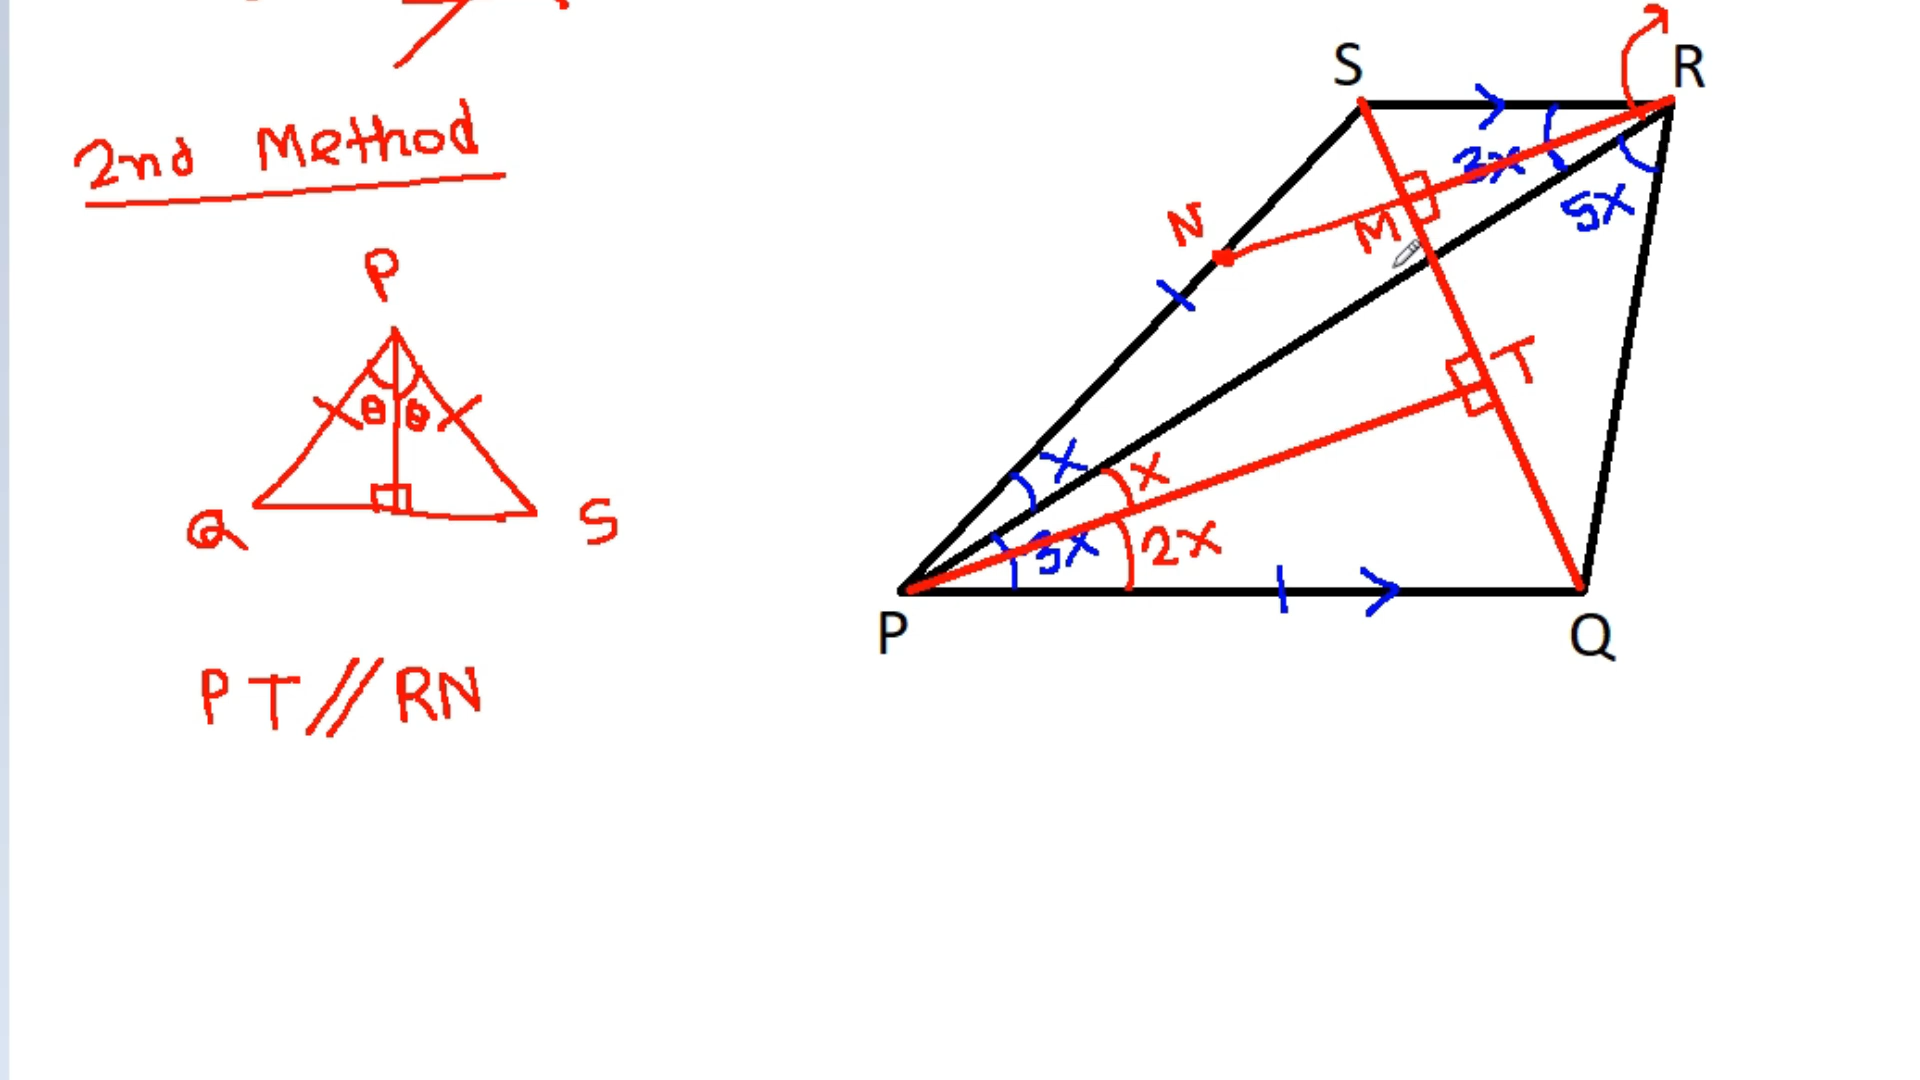 2nd Method
P
θ θ
Q S
PT//RN
S R
3x
5x
N
M
T
x x
3x 2x
P Q